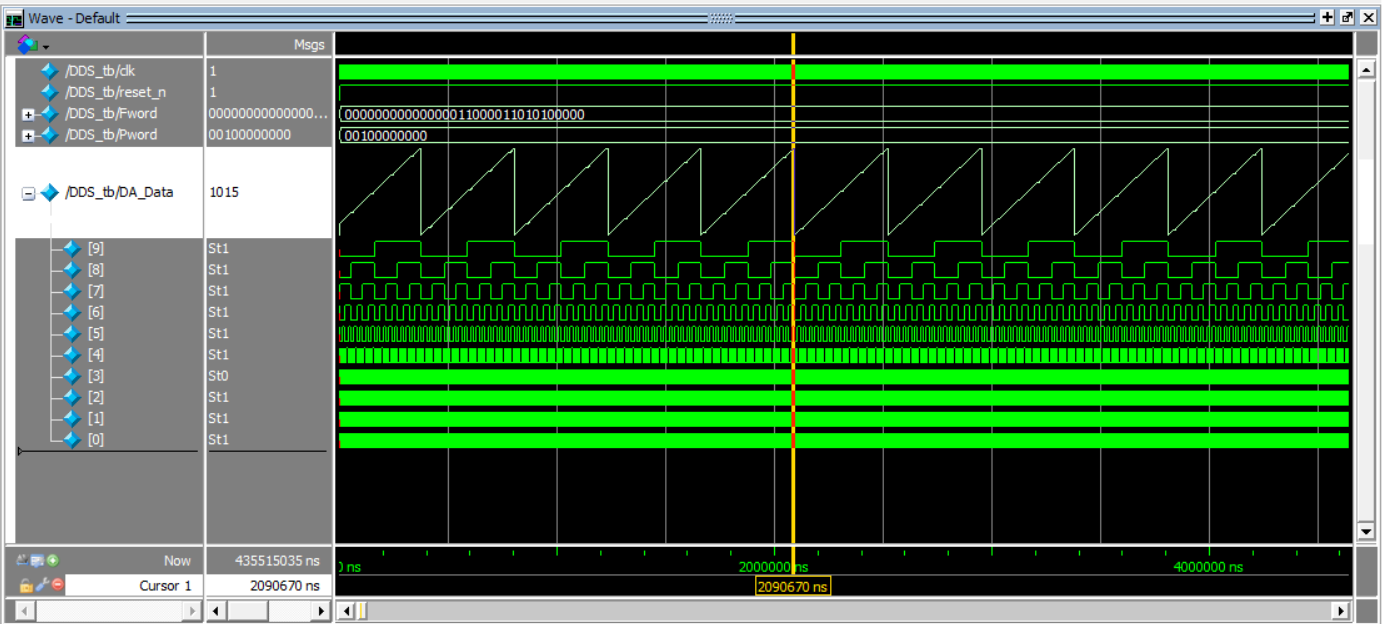 Wave - Default
Msgs
/DDS_tb/clk 1
/DDS_tb/reset_n 1
/DDS_tb/Fword 00000000000000... 00000000000000011000011010100000
/DDS_tb/Pword 00100000000 00100000000
/DDS_tb/DA_Data 1015
[9] St1
[8] St1
[7] St1
[6] St1
[5] St1
[4] St1
[3] St0
[2] St1
[1] St1
[0] St1
Now 435515035 ns ns 2000000 ns 4000000 ns
Cursor 1 2090670 ns 2090670 ns